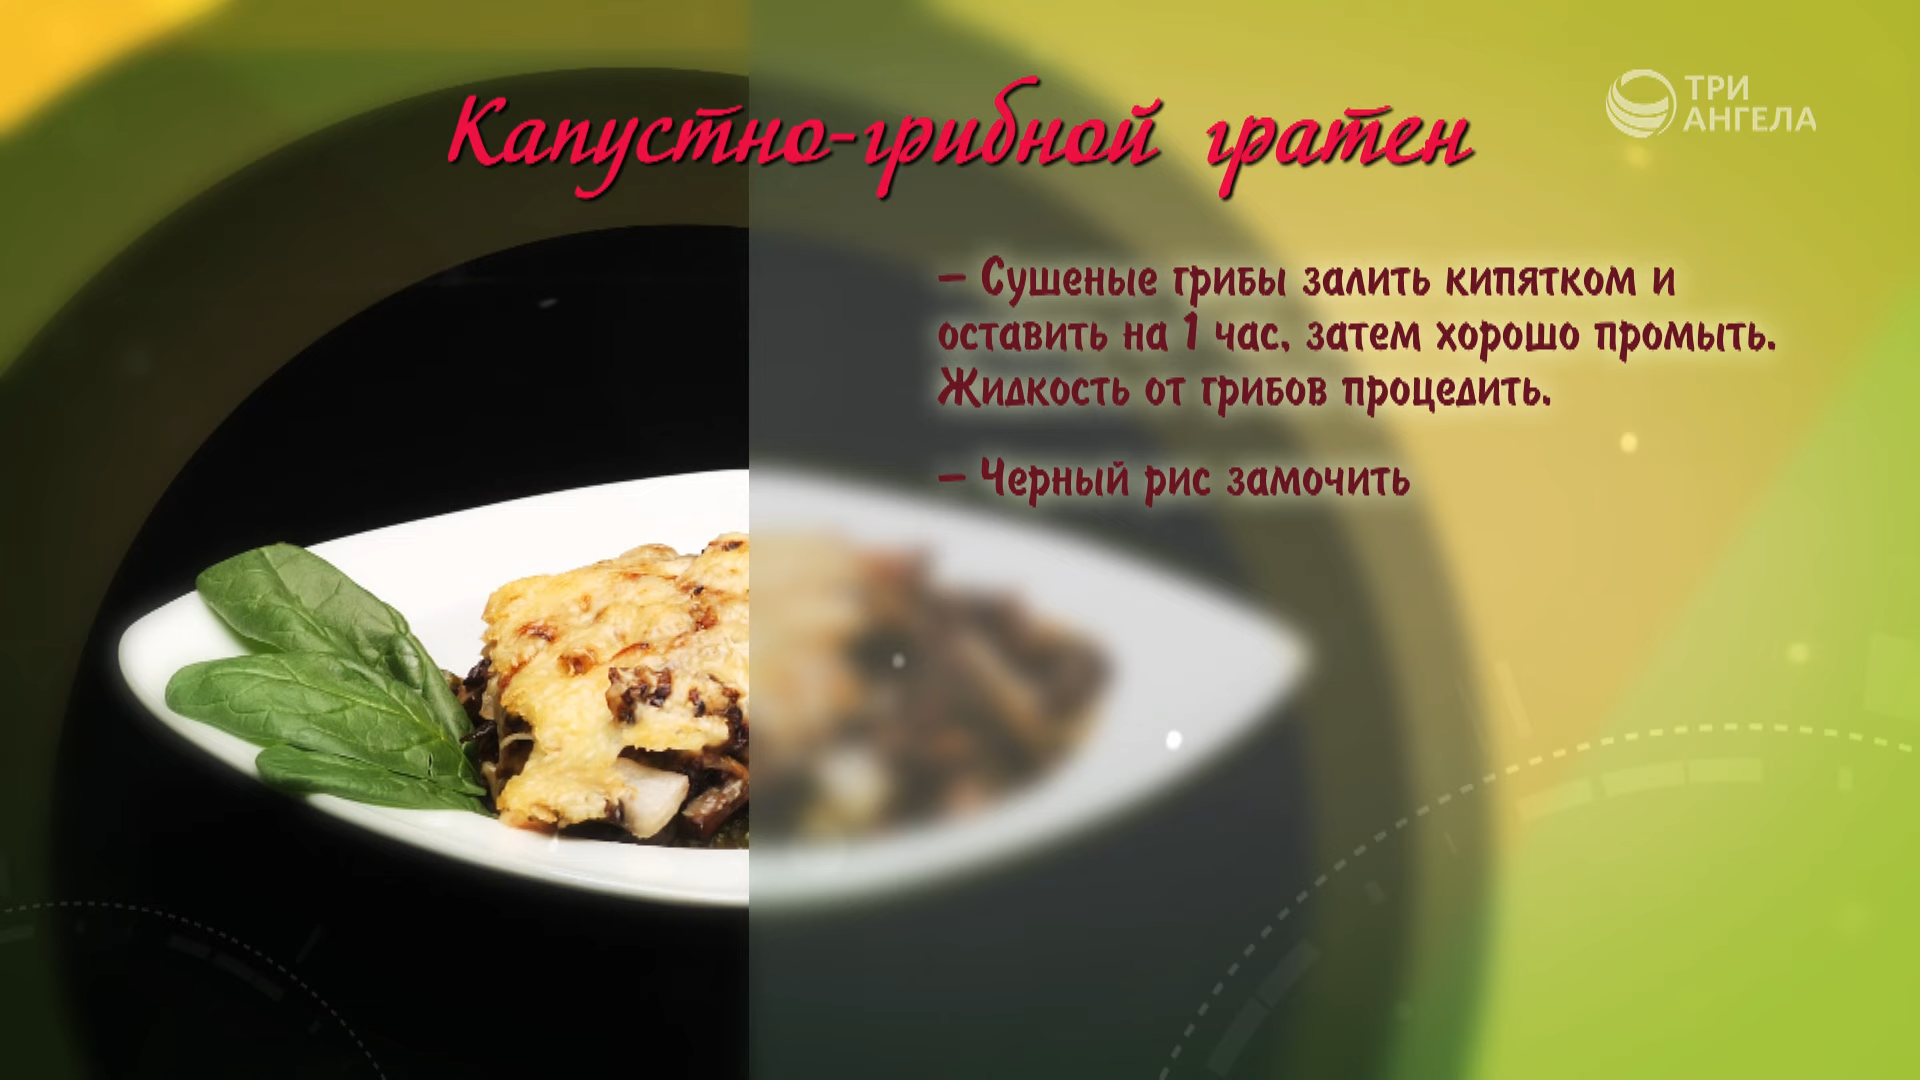 Капустно-грибной гратен
ТРИ
АНГЕЛА
– Сушеные грибы залить кипятком и
оставить на 1 час, затем хорошо промыть.
Жидкость от грибов процедить.
– Черный рис замочить